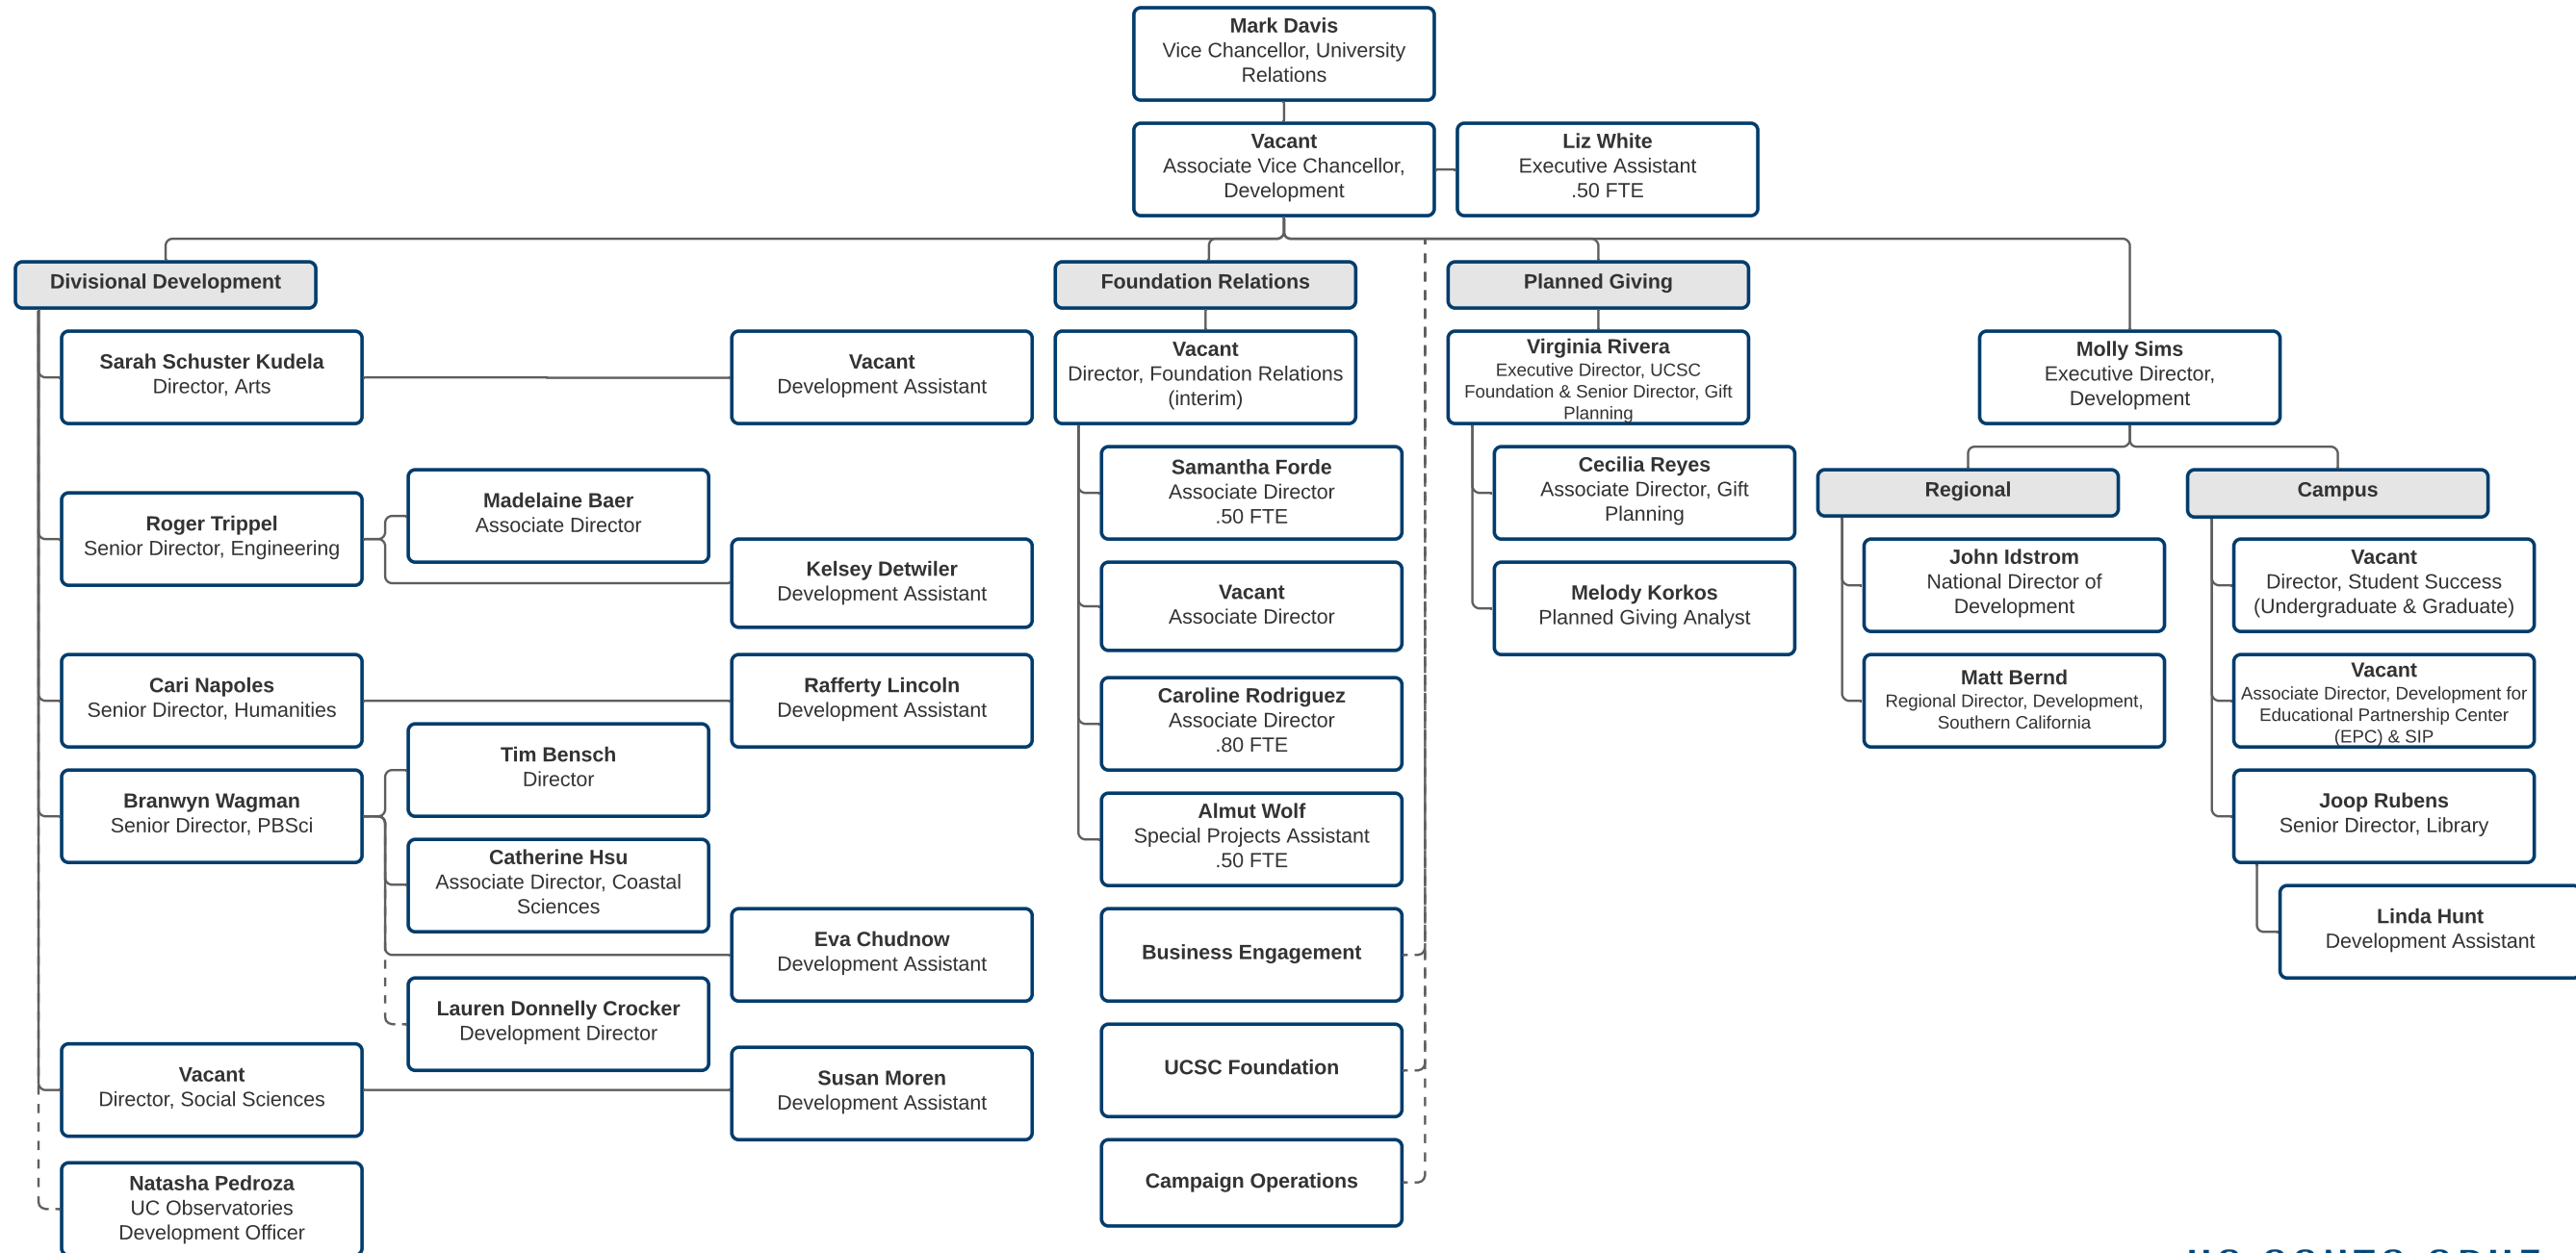 Mark Davis
Vice Chancellor, University
Relations
Vacant
Associate Vice Chancellor,
Development
Liz White
Executive Assistant
.50 FTE
Divisional Development
Sarah Schuster Kudela
Director, Arts
Vacant
Development Assistant
Roger Trippel
Senior Director, Engineering
Madelaine Baer
Associate Director
Kelsey Detwiler
Development Assistant
Cari Napoles
Senior Director, Humanities
Rafferty Lincoln
Development Assistant
Branwyn Wagman
Senior Director, PBSci
Tim Bensch
Director
Catherine Hsu
Associate Director, Coastal
Sciences
Eva Chudnow
Development Assistant
Lauren Donnelly Crocker
Development Director
Vacant
Director, Social Sciences
Susan Moren
Development Assistant
Natasha Pedroza
UC Observatories
Development Officer
Foundation Relations
Vacant
Director, Foundation Relations
(interim)
Samantha Forde
Associate Director
.50 FTE
Vacant
Associate Director
Caroline Rodriguez
Associate Director
.80 FTE
Almut Wolf
Special Projects Assistant
.50 FTE
Business Engagement
UCSC Foundation
Campaign Operations
Planned Giving
Virginia Rivera
Executive Director, UCSC
Foundation & Senior Director, Gift
Planning
Cecilia Reyes
Associate Director, Gift
Planning
Melody Korkos
Planned Giving Analyst
Molly Sims
Executive Director,
Development
Regional
John Idstrom
National Director of
Development
Matt Bernd
Regional Director, Development,
Southern California
Campus
Vacant
Director, Student Success
(Undergraduate & Graduate)
Vacant
Associate Director, Development for
Educational Partnership Center
(EPC) & SIP
Joop Rubens
Senior Director, Library
Linda Hunt
Development Assistant